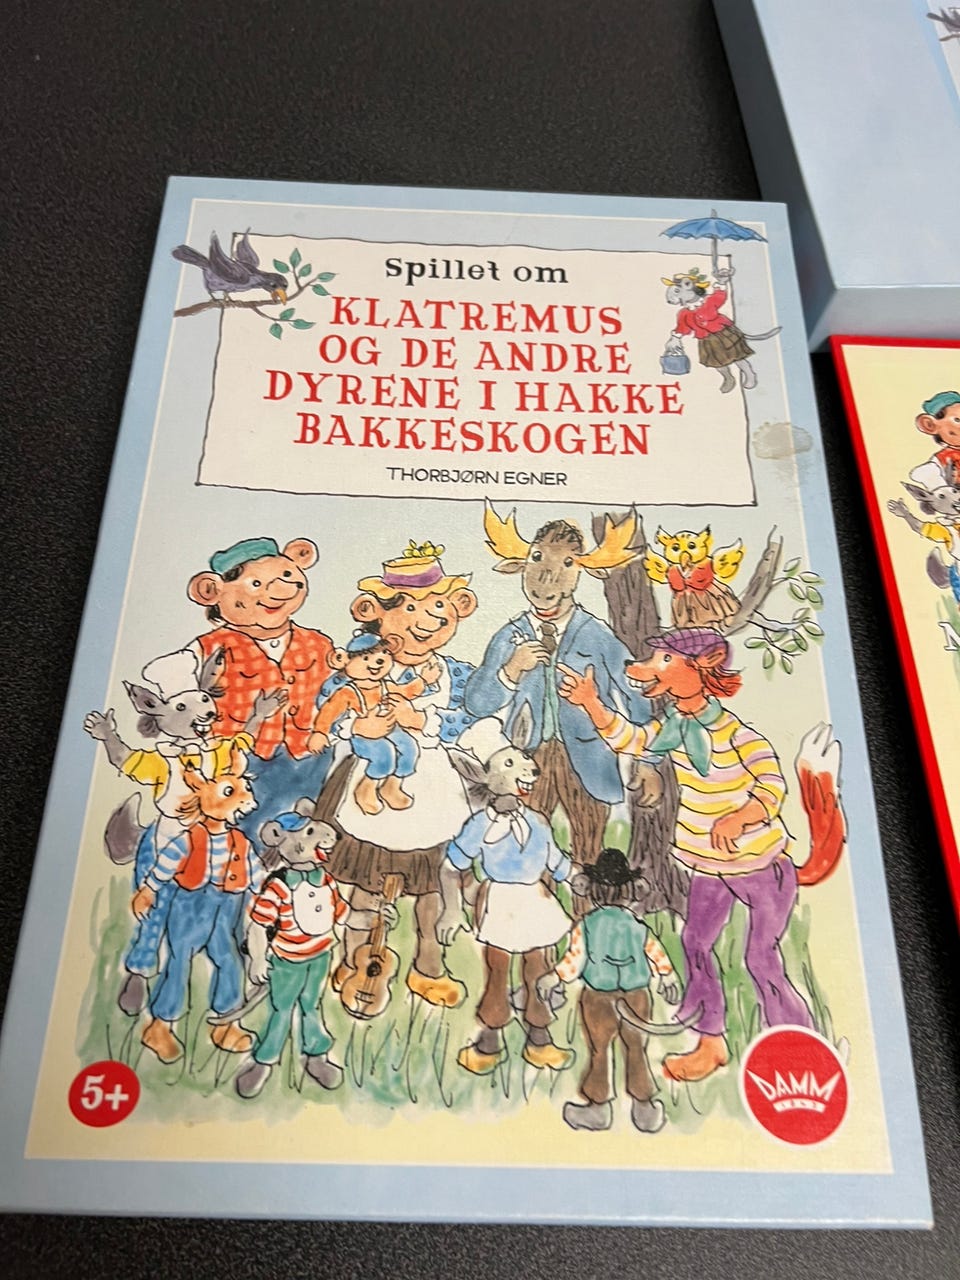 Spillet om
KLATREMUS
OG DE ANDRE
DYRENE I HAKKE
BAKKESKOGEN
THORBJØRN EGNER
5+
DAMM